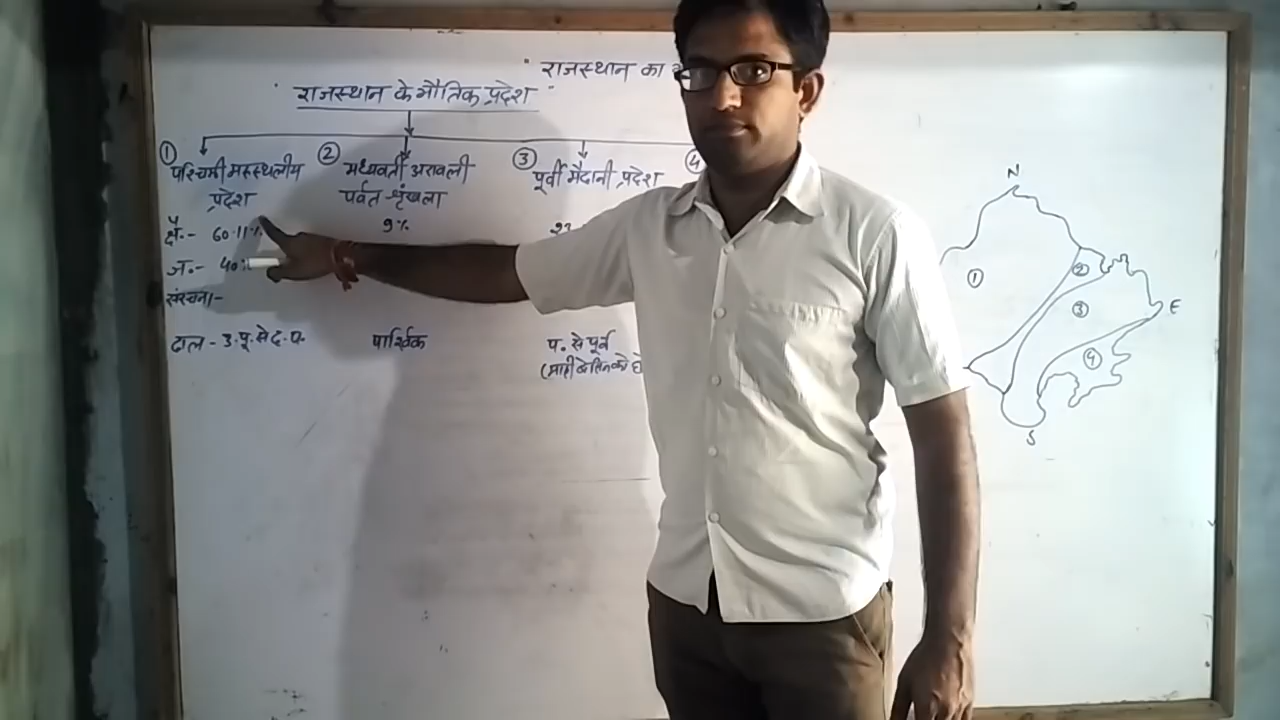 " राजस्थान का
" राजस्थान के भौतिक प्रदेश "
① पश्चिमी मरुस्थलीय प्रदेश
② मध्यवर्ती अरावली पर्वत श्रृंखला
③ पूर्वी मैदानी प्रदेश
④
क्षै.- 60.11%
9%
ज.- 40
संरचना-
ढाल - उ.पू. से द.प.
पार्श्विक
प. से पूर्व
N
①
②
③
④
E
S